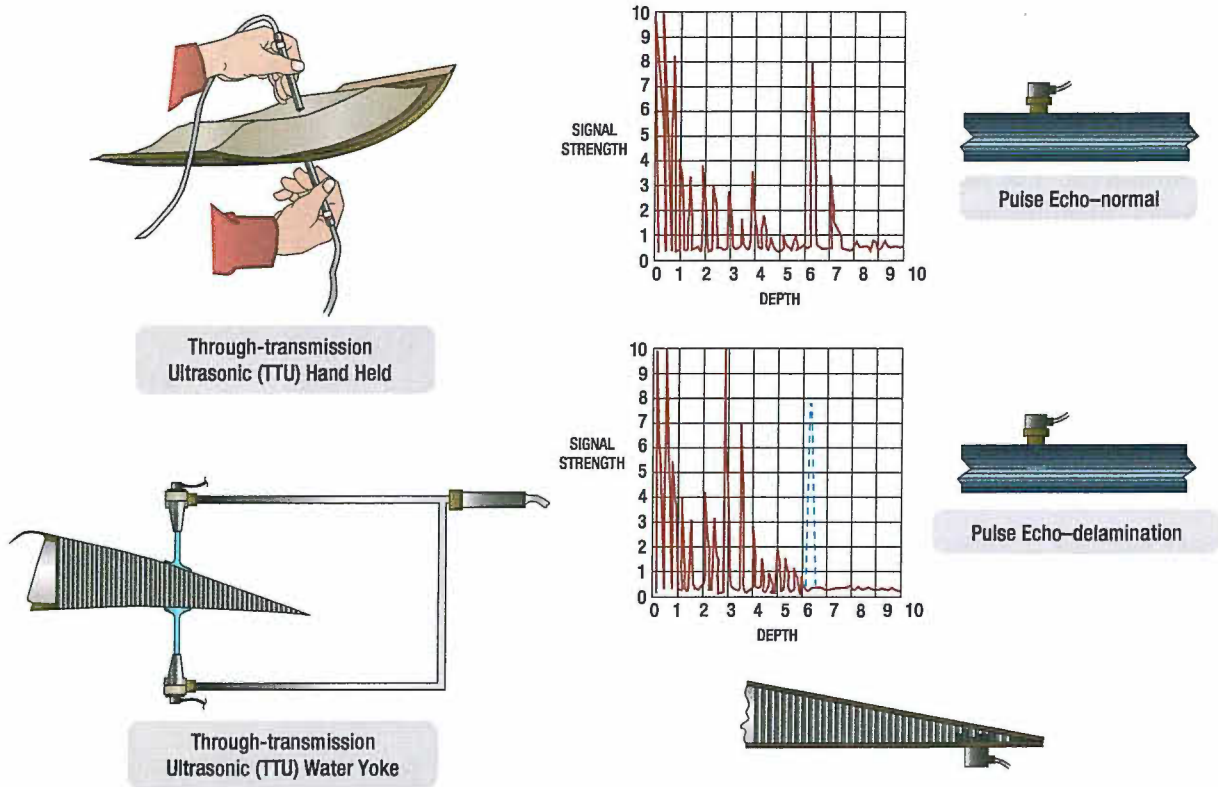 Through-transmission
Ultrasonic (TTU) Hand Held
Through-transmission
Ultrasonic (TTU) Water Yoke
10
9
8
7
6
5
4
3
2
1
0
SIGNAL
STRENGTH
0 1 2 3 4 5 6 7 8 9 10
DEPTH
Pulse Echo–normal
10
9
8
7
6
5
4
3
2
1
0
SIGNAL
STRENGTH
0 1 2 3 4 5 6 7 8 9 10
DEPTH
Pulse Echo–delamination